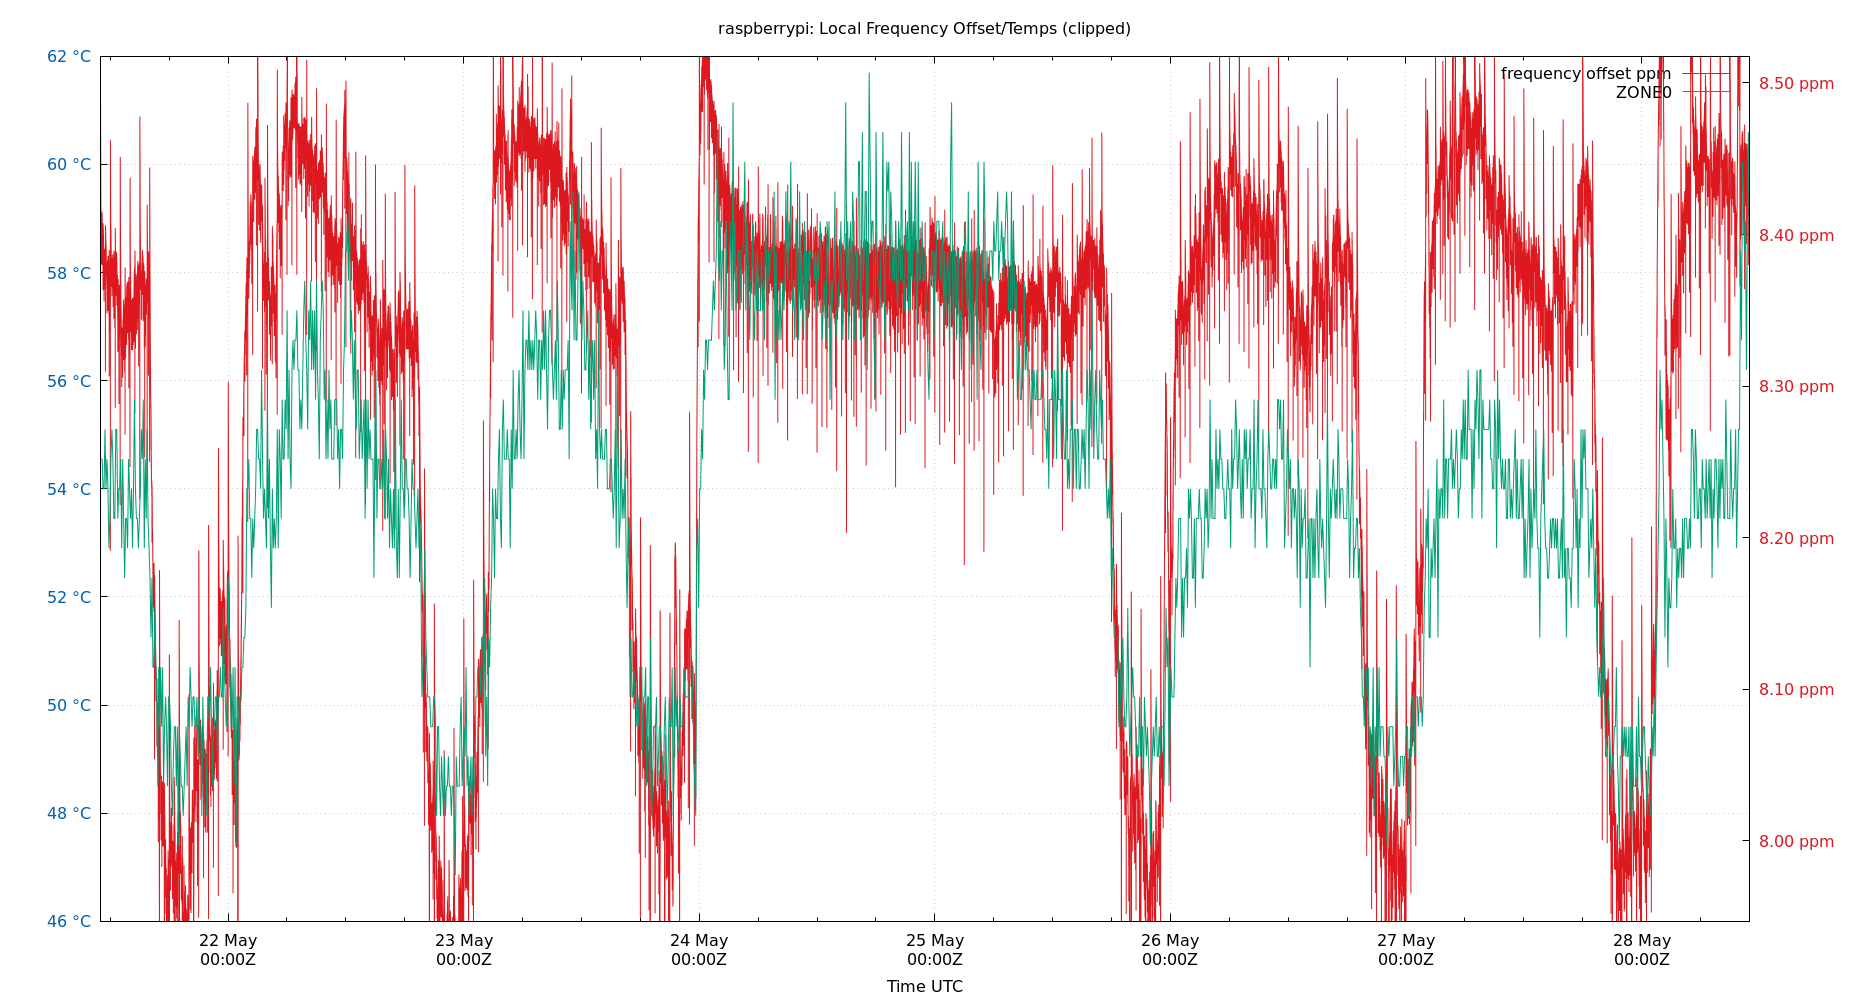 raspberrypi: Local Frequency Offset/Temps (clipped)
62 °C
60 °C
58 °C
56 °C
54 °C
52 °C
50 °C
48 °C
46 °C
frequency offset ppm
ZONE0
8.50 ppm
8.40 ppm
8.30 ppm
8.20 ppm
8.10 ppm
8.00 ppm
22 May
00:00Z
23 May
00:00Z
24 May
00:00Z
25 May
00:00Z
26 May
00:00Z
27 May
00:00Z
28 May
00:00Z
Time UTC